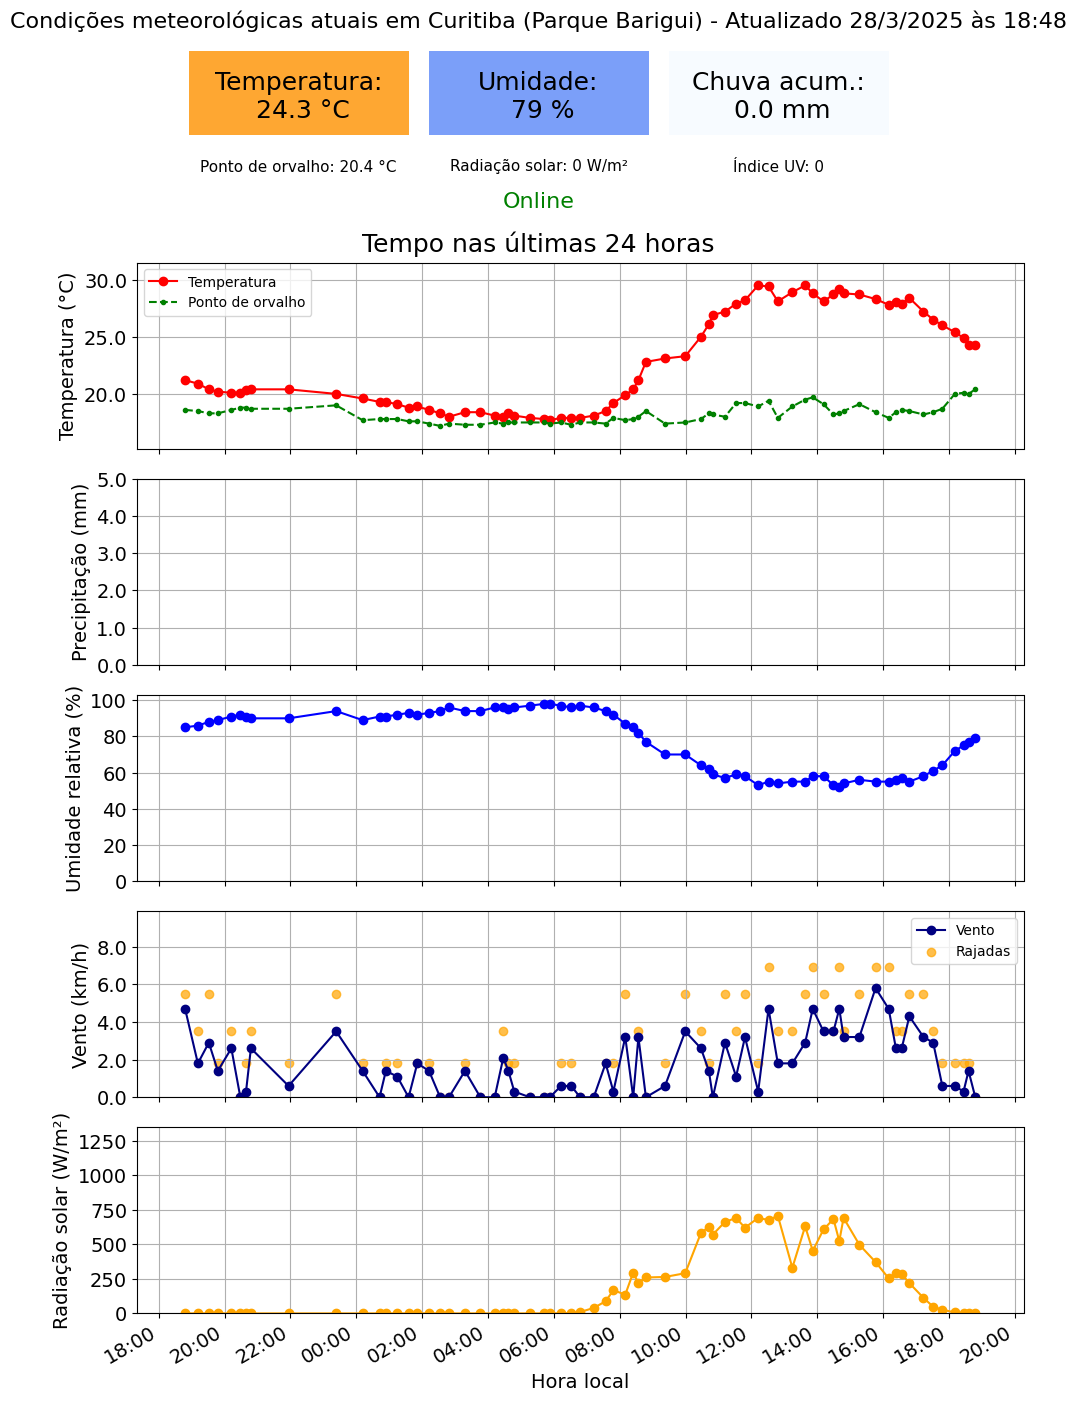 Condições meteorológicas atuais em Curitiba (Parque Barigui) - Atualizado 28/3/2025 às 18:48
Temperatura:
24.3 °C
Umidade:
79 %
Chuva acum.:
0.0 mm
Ponto de orvalho: 20.4 °C
Radiação solar: 0 W/m²
Índice UV: 0
Online
Tempo nas últimas 24 horas
Temperatura (°C)
30.0
25.0
20.0
Temperatura
Ponto de orvalho
Precipitação (mm)
5.0
4.0
3.0
2.0
1.0
0.0
Umidade relativa (%)
100
80
60
40
20
0
Vento (km/h)
8.0
6.0
4.0
2.0
0.0
Vento
Rajadas
Radiação solar (W/m²)
1250
1000
750
500
250
0
18:00 20:00 22:00 00:00 02:00 04:00 06:00 08:00 10:00 12:00 14:00 16:00 18:00 20:00
Hora local